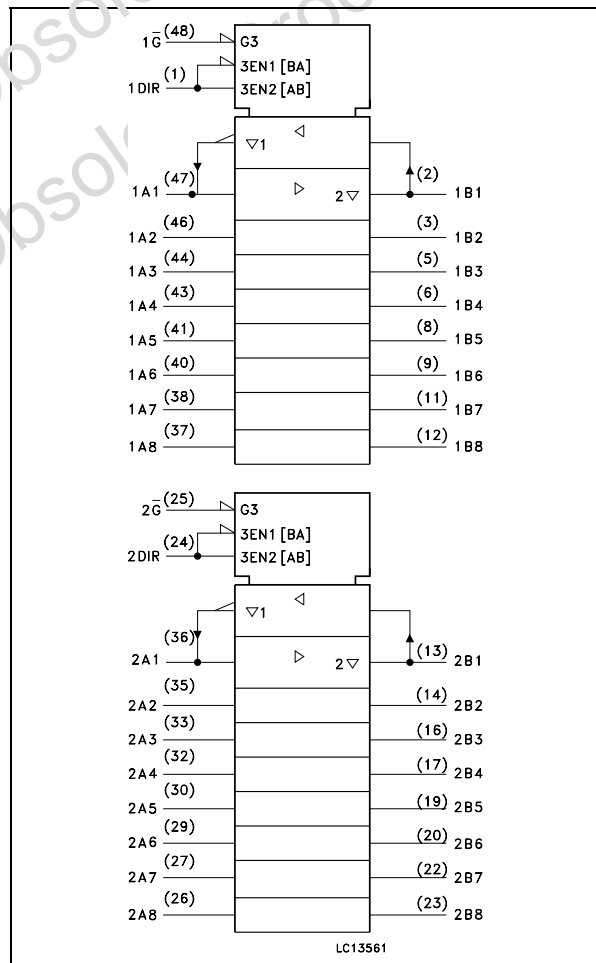 1G̅ (48) G3
3EN1 [BA]
1DIR (1) 3EN2 [AB]
▽1 ◁
1A1 (47) ▷ 2▽ (2) 1B1
1A2 (46) (3) 1B2
1A3 (44) (5) 1B3
1A4 (43) (6) 1B4
1A5 (41) (8) 1B5
1A6 (40) (9) 1B6
1A7 (38) (11) 1B7
1A8 (37) (12) 1B8
2G̅ (25) G3
3EN1 [BA]
2DIR (24) 3EN2 [AB]
▽1 ◁
2A1 (36) ▷ 2▽ (13) 2B1
2A2 (35) (14) 2B2
2A3 (33) (16) 2B3
2A4 (32) (17) 2B4
2A5 (30) (19) 2B5
2A6 (29) (20) 2B6
2A7 (27) (22) 2B7
2A8 (26) (23) 2B8
LC13561